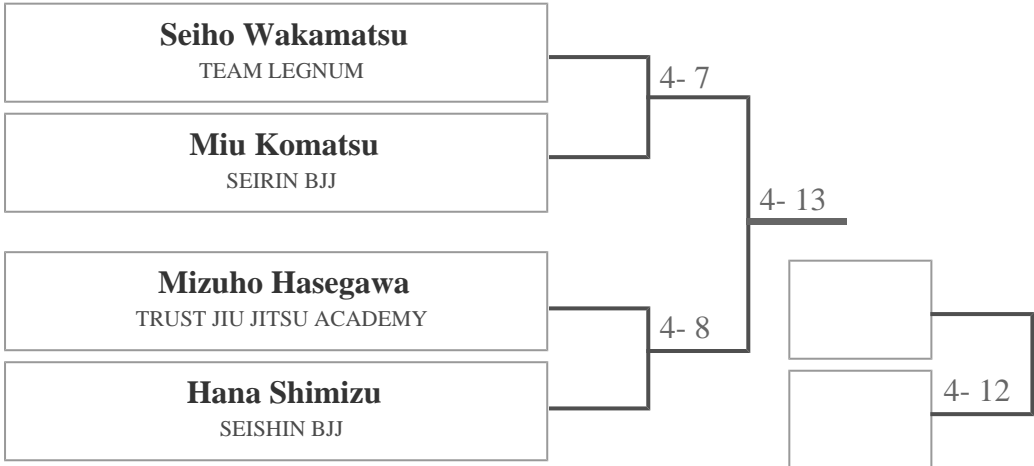 Seiho Wakamatsu
TEAM LEGNUM
4- 7
Miu Komatsu
SEIRIN BJJ
4- 13
Mizuho Hasegawa
TRUST JIU JITSU ACADEMY
4- 8
Hana Shimizu
SEISHIN BJJ
4- 12